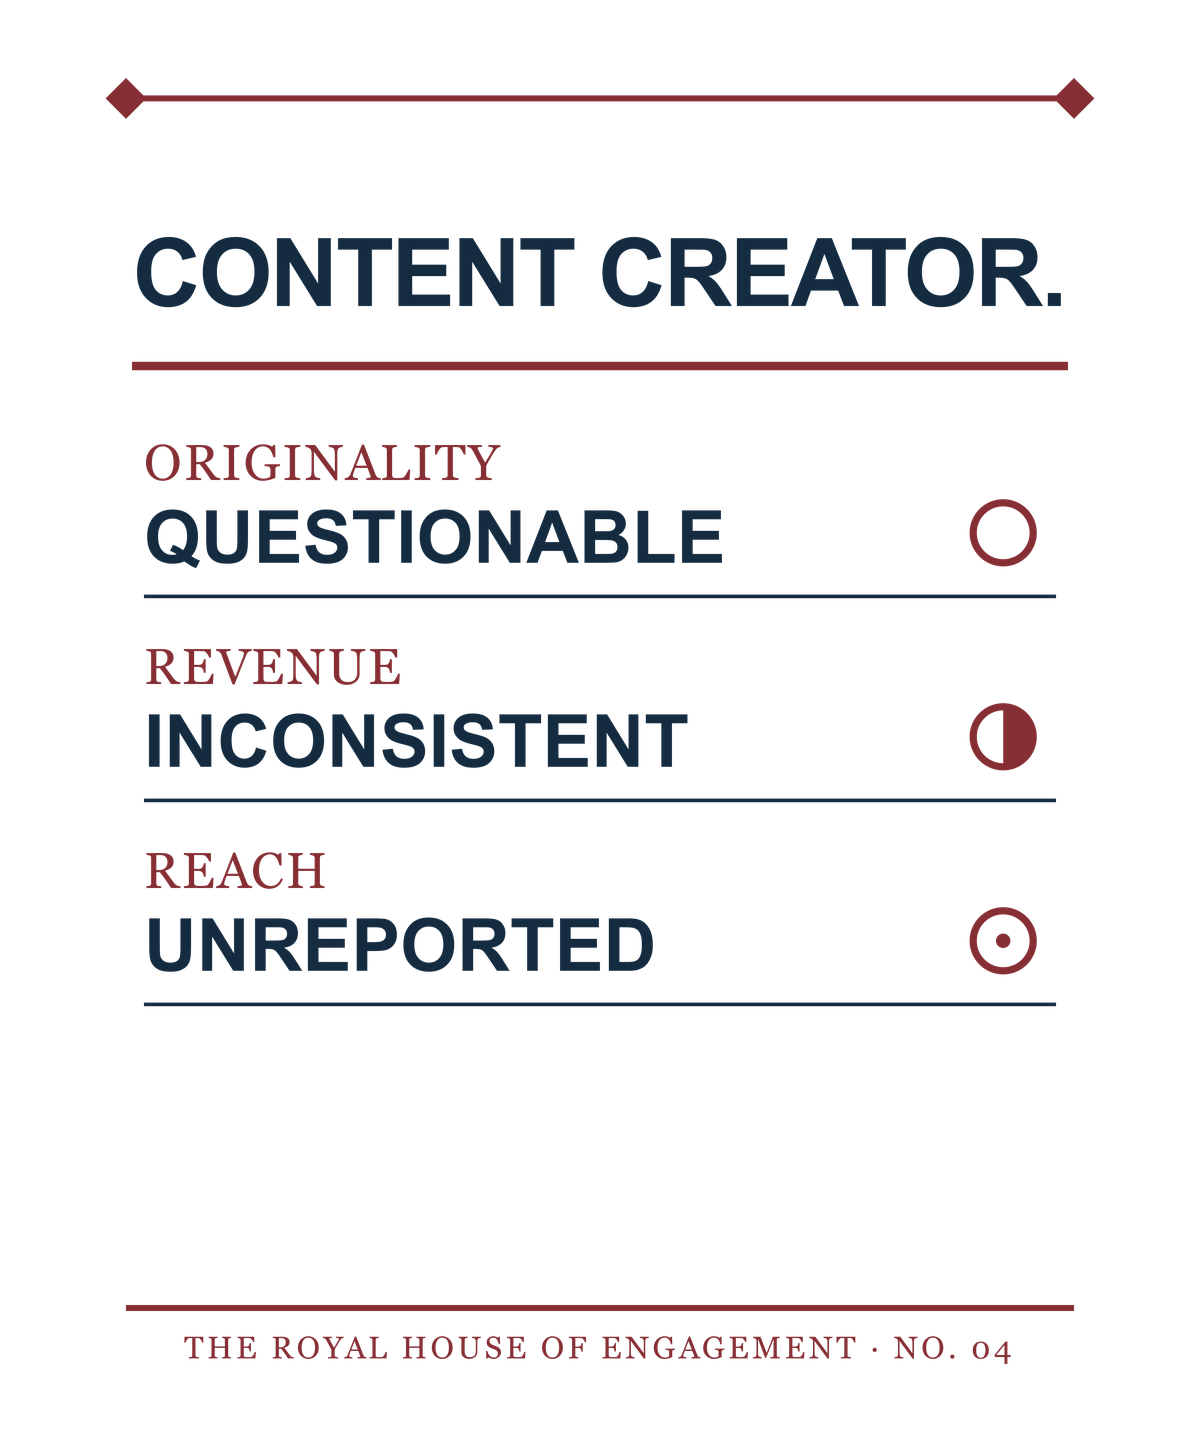 CONTENT CREATOR.
ORIGINALITY
QUESTIONABLE
REVENUE
INCONSISTENT
REACH
UNREPORTED
THE ROYAL HOUSE OF ENGAGEMENT · NO. 04